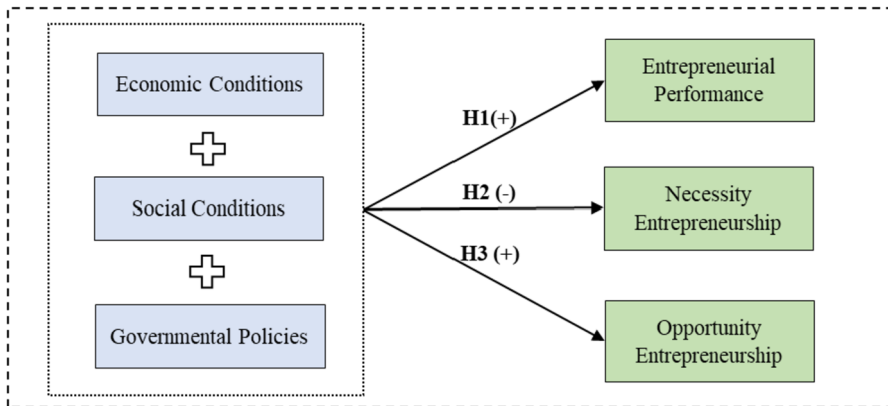 Economic Conditions
Social Conditions
Governmental Policies
H1(+)
H2 (-)
H3 (+)
Entrepreneurial
Performance
Necessity
Entrepreneurship
Opportunity
Entrepreneurship